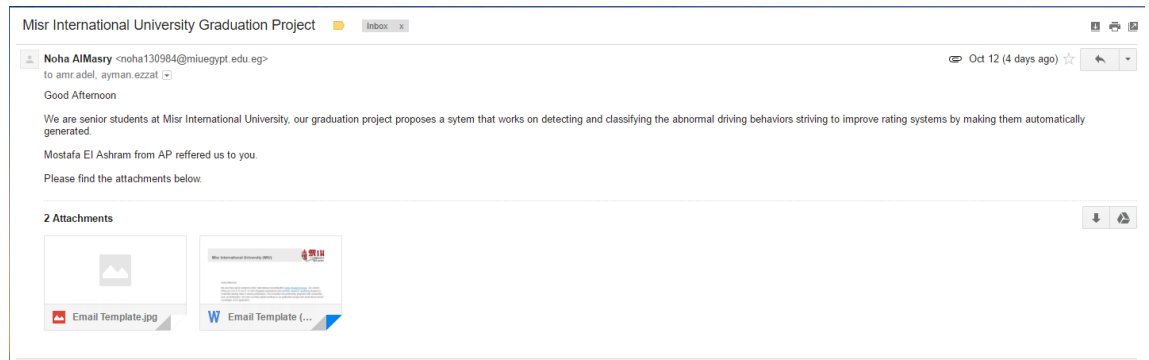 Misr International University Graduation Project Inbox x
Noha AlMasry <noha130984@miuegypt.edu.eg> Oct 12 (4 days ago)
to amr.adel, ayman.ezzat
Good Afternoon
We are senior students at Misr International University, our graduation project proposes a sytem that works on detecting and classifying the abnormal driving behaviors striving to improve rating systems by making them automatically
generated.
Mostafa El Ashram from AP reffered us to you.
Please find the attachments below.
2 Attachments
Misr International University (MIU)
Email Template.jpg
W Email Template (...